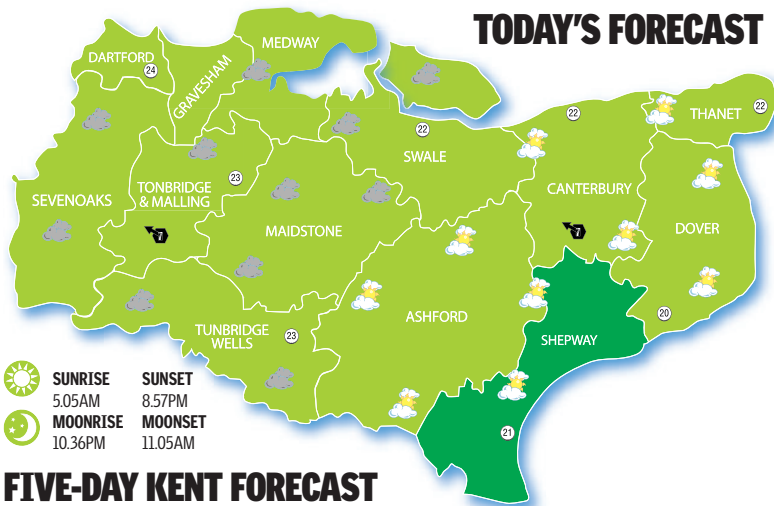 TODAY'S FORECAST
MEDWAY
DARTFORD
24
GRAVESHAM
22
22
THANET
22
SWALE
SEVENOAKS
TONBRIDGE
& MALLING
23
CANTERBURY
MAIDSTONE
7
7
DOVER
ASHFORD
20
TUNBRIDGE
WELLS
23
SHEPWAY
21
SUNRISE
5.05AM
SUNSET
8.57PM
MOONRISE
10.36PM
MOONSET
11.05AM
FIVE-DAY KENT FORECAST